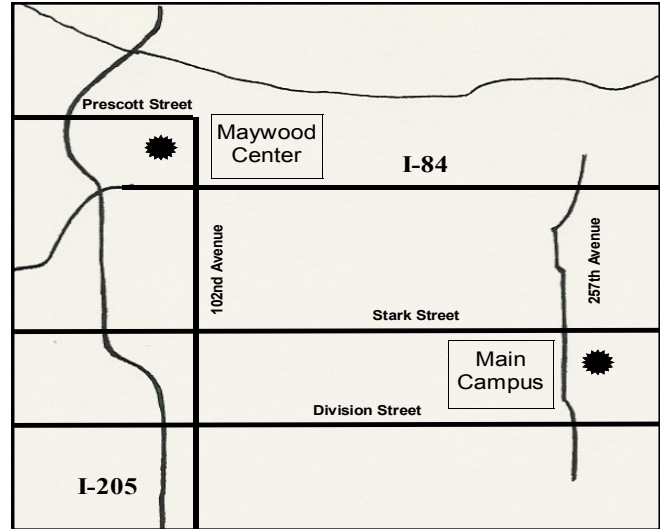 Prescott Street
Maywood
Center
I-84
102nd Avenue
257th Avenue
Stark Street
Main
Campus
Division Street
I-205